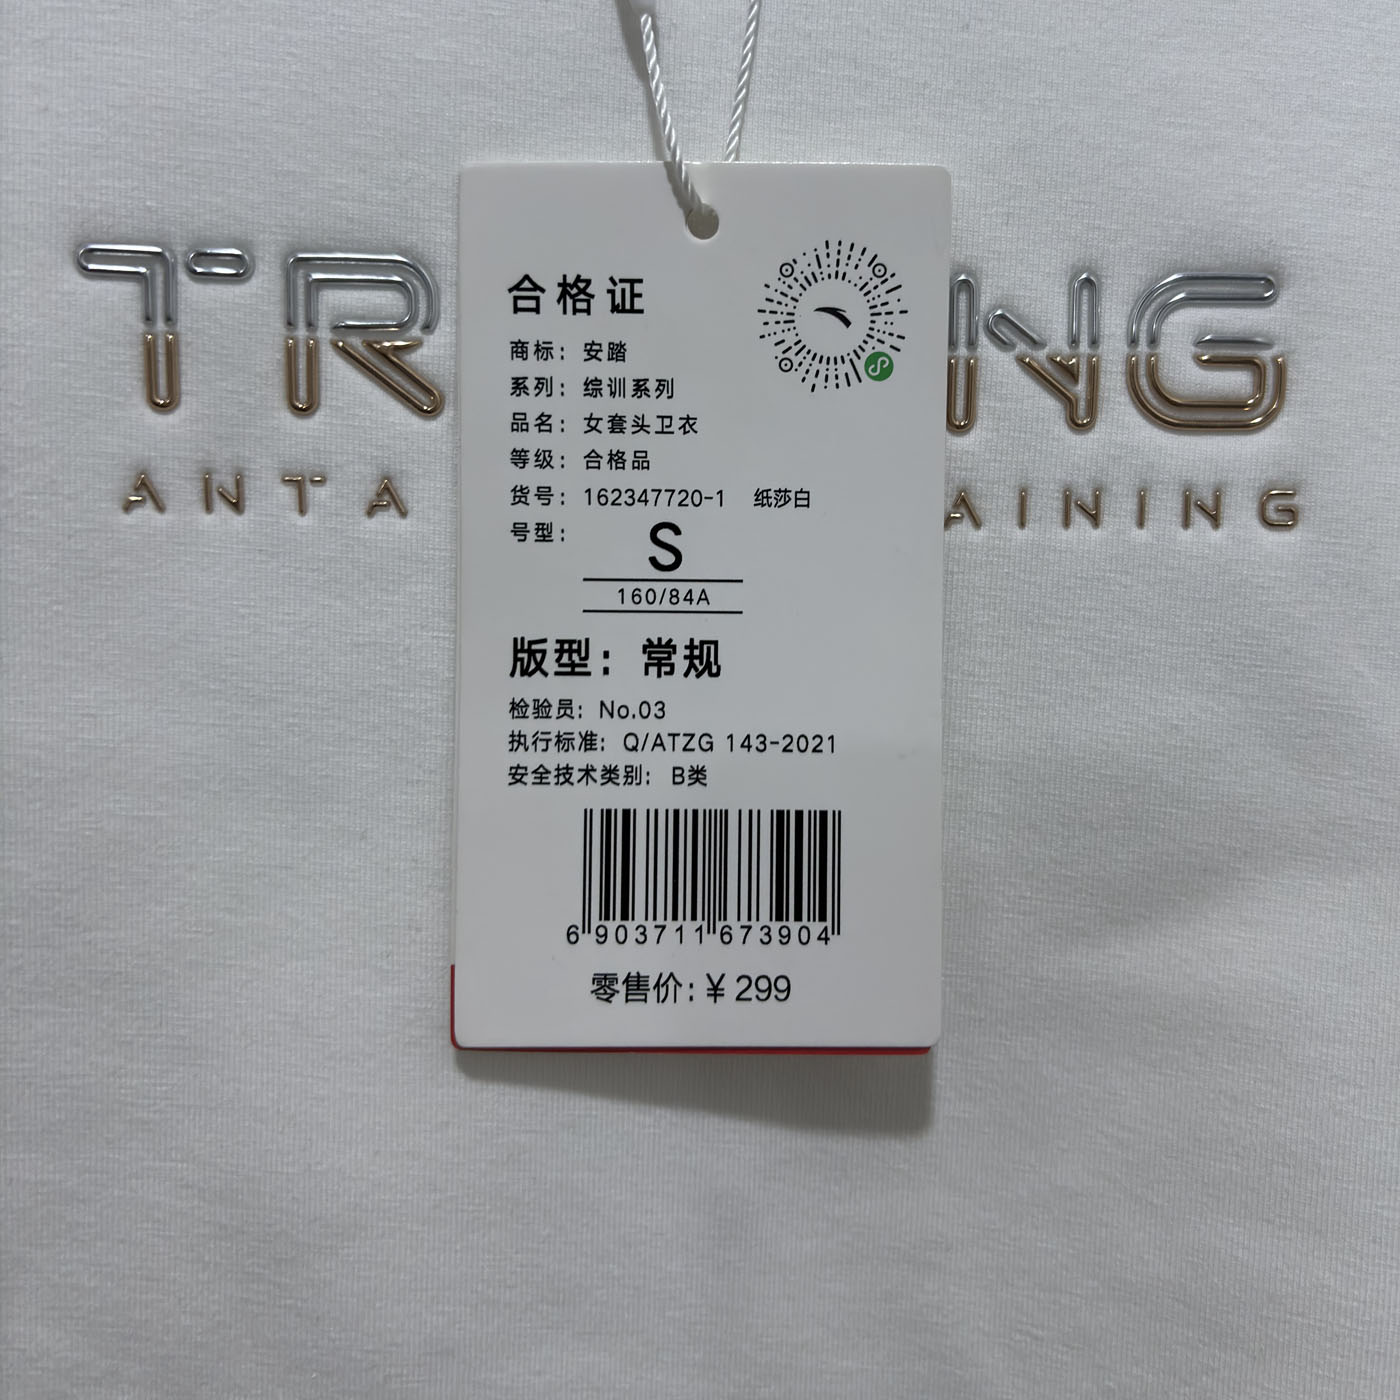 TR
NG
ANTA
AINING
合格证
商标：安踏
系列：综训系列
品名：女套头卫衣
等级：合格品
货号：162347720-1 纸莎白
号型：
S
160/84A
版型：常规
检验员：No.03
执行标准：Q/ATZG 143-2021
安全技术类别：B类
6903711673904
零售价：¥299